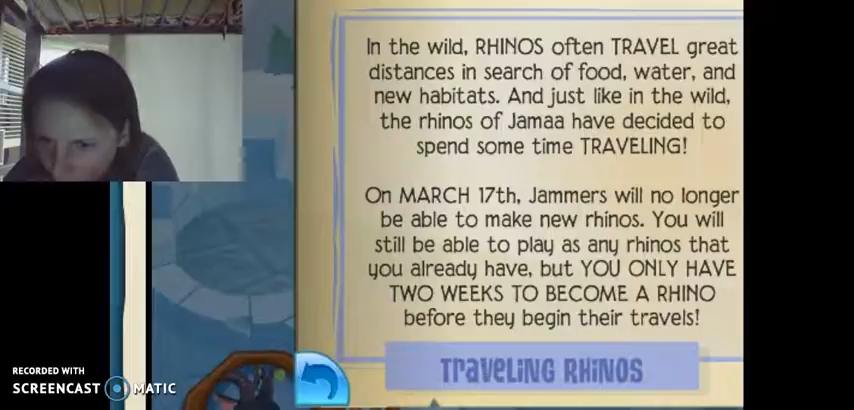 In the wild, RHINOS often TRAVEL great
distances in search of food, water, and
new habitats. And just like in the wild,
the rhinos of Jamaa have decided to
spend some time TRAVELING!
On MARCH 17th, Jammers will no longer
be able to make new rhinos. You will
still be able to play as any rhinos that
you already have, but YOU ONLY HAVE
TWO WEEKS TO BECOME A RHINO
before they begin their travels!
TRAVELING RHINOS
RECORDED WITH
SCREENCAST MATIC